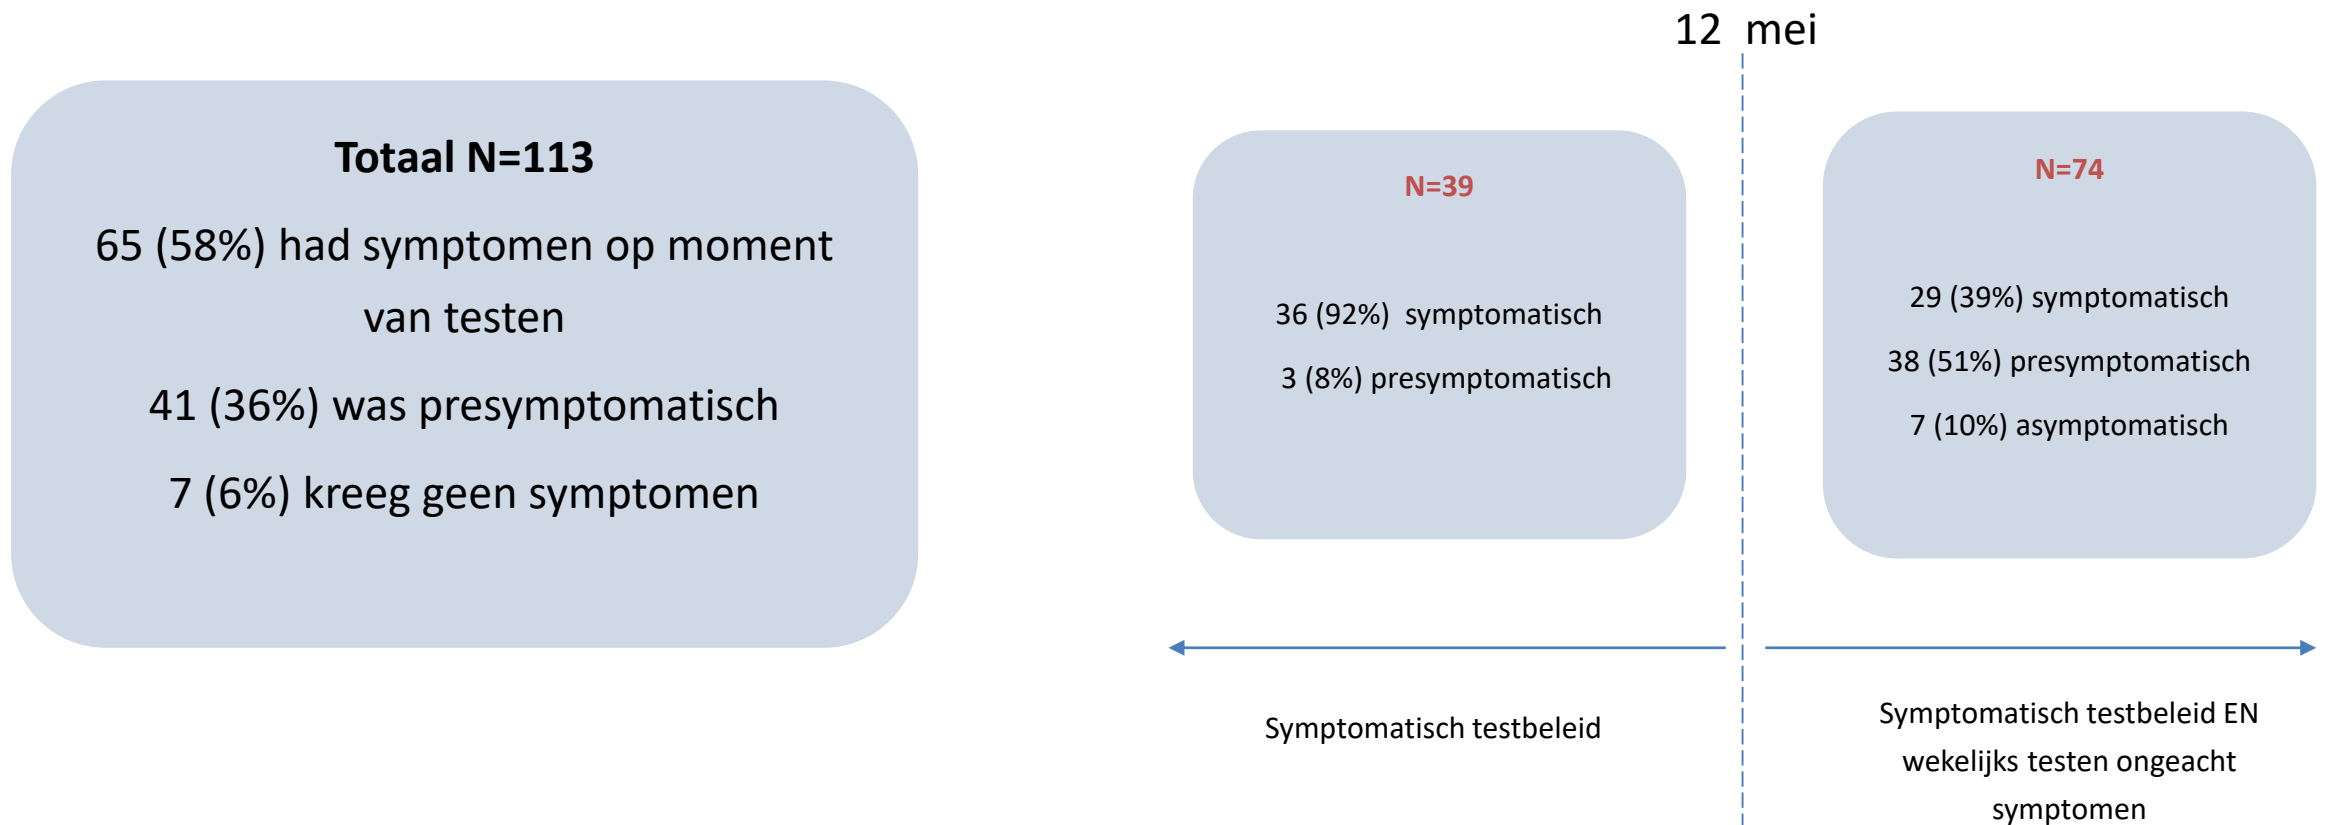 Totaal N=113
65 (58%) had symptomen op moment
van testen
41 (36%) was presymptomatisch
7 (6%) kreeg geen symptomen
12 mei
N=39
36 (92%) symptomatisch
3 (8%) presymptomatisch
N=74
29 (39%) symptomatisch
38 (51%) presymptomatisch
7 (10%) asymptomatisch
Symptomatisch testbeleid
Symptomatisch testbeleid EN
wekelijks testen ongeacht
symptomen